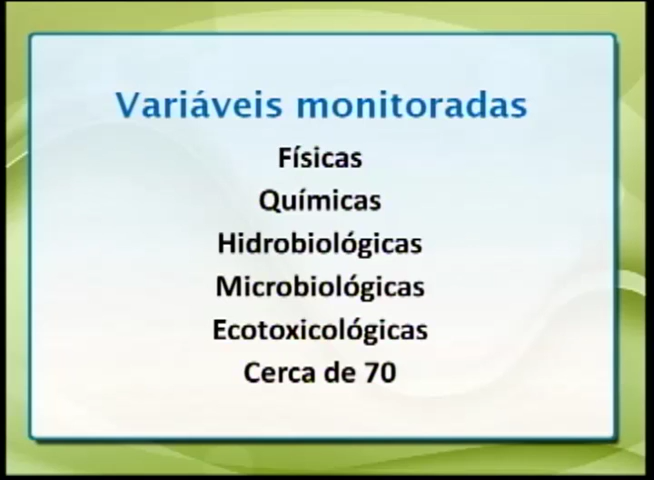 Variáveis monitoradas
Físicas
Químicas
Hidrobiológicas
Microbiológicas
Ecotoxicológicas
Cerca de 70